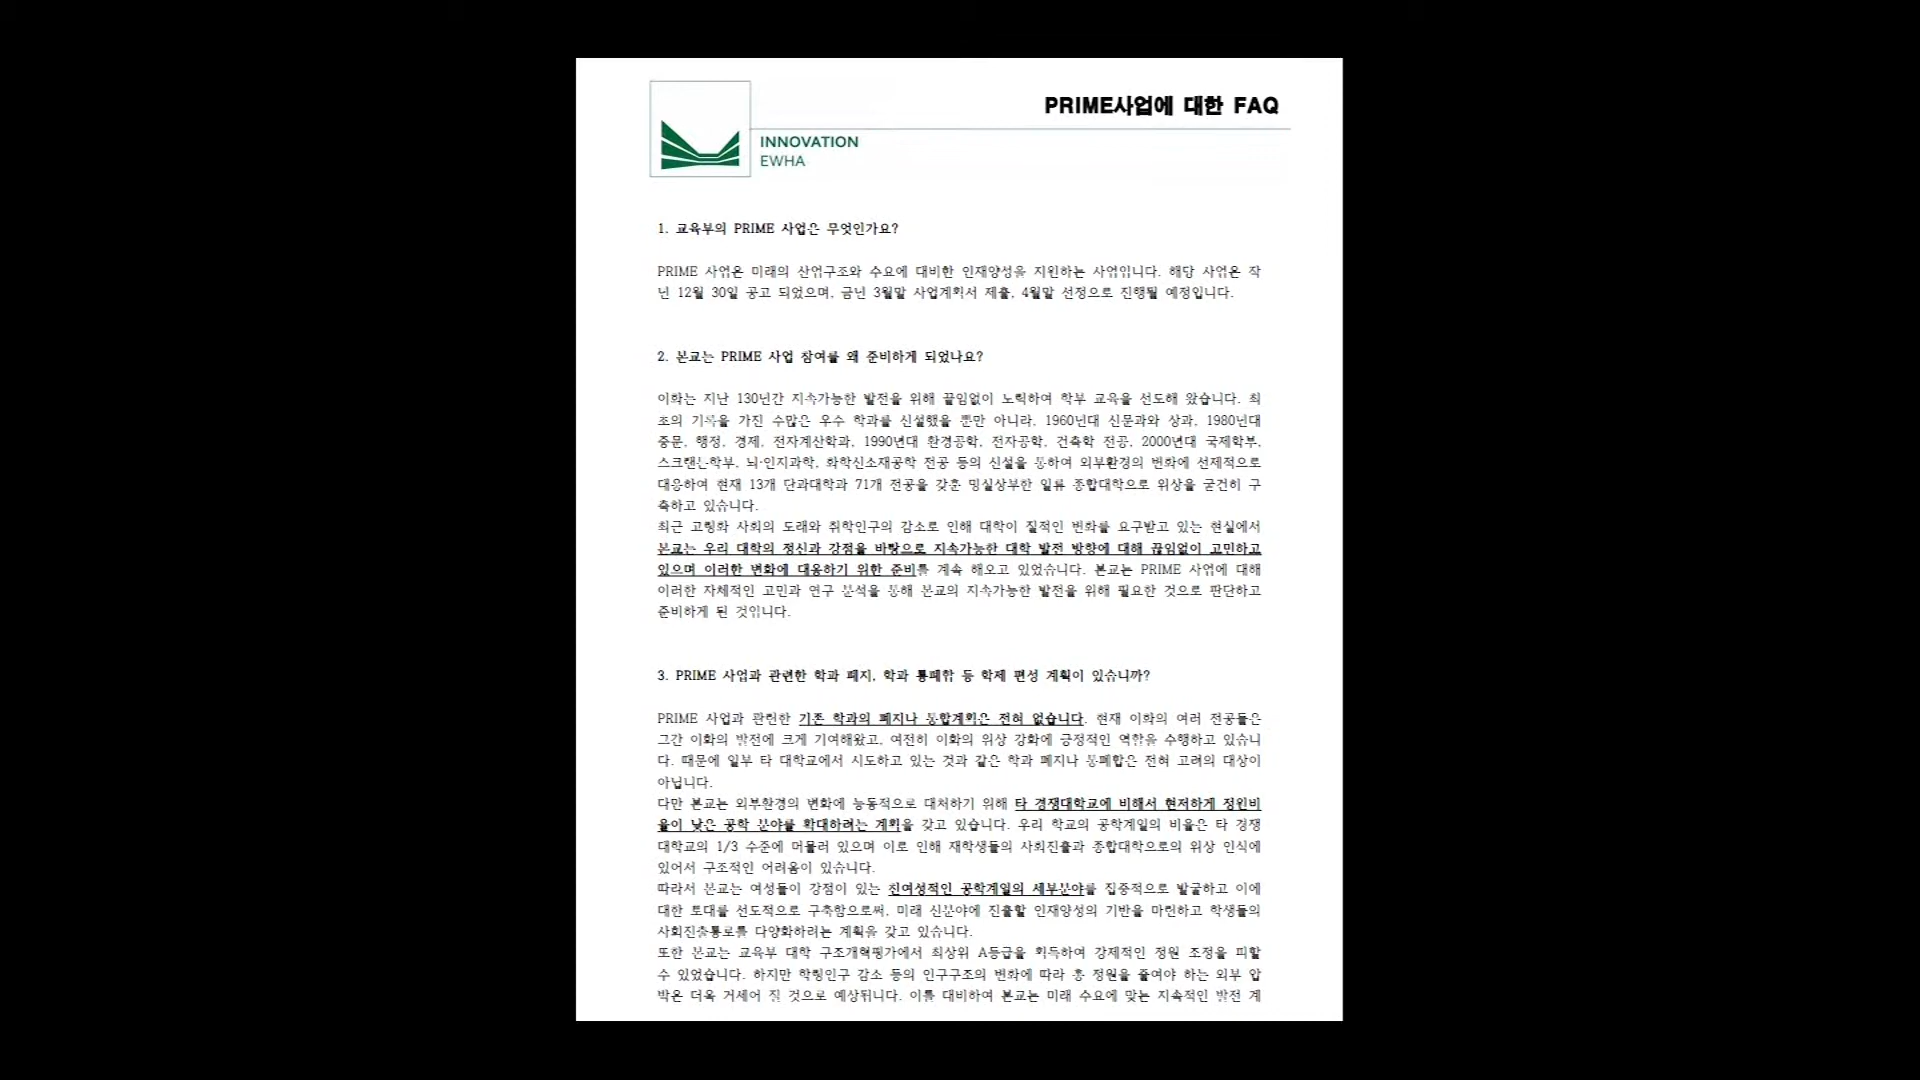 PRIME사업에 대한 FAQ
INNOVATION
EWHA
1. 교육부의 PRIME 사업은 무엇인가요?
PRIME 사업은 미래의 산업구조와 수요에 대비한 인재양성을 지원하는 사업입니다. 해당 사업은 작
년 12월 30일 공고 되었으며, 금년 3월말 사업계획서 제출, 4월말 선정으로 진행될 예정입니다.
2. 본교는 PRIME 사업 참여를 왜 준비하게 되었나요?
이화는 지난 130년간 지속가능한 발전을 위해 끝임없이 노력하여 학부 교육을 선도해 왔습니다. 최
초의 기록을 가진 수많은 우수 학과를 신설했을 뿐만 아니라, 1960년대 신문과와 상과, 1980년대
중문, 행정, 경제, 전자계산학과, 1990년대 환경공학, 전자공학, 건축학 전공, 2000년대 국제학부,
스크랜튼학부, 뇌·인지과학, 화학신소재공학 전공 등의 신설을 통하여 외부환경의 변화에 선제적으로
대응하여 현재 13개 단과대학과 71개 전공을 갖춘 명실상부한 일류 종합대학으로 위상을 굳건히 구
축하고 있습니다.
최근 고령화 사회의 도래와 취학인구의 감소로 인해 대학이 질적인 변화를 요구받고 있는 현실에서
본교는 우리 대학의 정신과 강점을 바탕으로 지속가능한 대학 발전 방향에 대해 끊임없이 고민하고
있으며 이러한 변화에 대응하기 위한 준비를 계속 해오고 있었습니다. 본교는 PRIME 사업에 대해
이러한 자체적인 고민과 연구 분석을 통해 본교의 지속가능한 발전을 위해 필요한 것으로 판단하고
준비하게 된 것입니다.
3. PRIME 사업과 관련한 학과 폐지, 학과 통폐합 등 학제 편성 계획이 있습니까?
PRIME 사업과 관련한 기존 학과의 폐지나 통합계획은 전혀 없습니다. 현재 이화의 여러 전공들은
그간 이화의 발전에 크게 기여해왔고, 여전히 이화의 위상 강화에 긍정적인 역할을 수행하고 있습니
다. 때문에 일부 타 대학교에서 시도하고 있는 것과 같은 학과 폐지나 통폐합은 전혀 고려의 대상이
아닙니다.
다만 본교는 외부환경의 변화에 능동적으로 대처하기 위해 타 경쟁대학교에 비해서 현저하게 정원비
율이 낮은 공학 분야를 확대하려는 계획을 갖고 있습니다. 우리 학교의 공학계열의 비율은 타 경쟁
대학교의 1/3 수준에 머물러 있으며 이로 인해 재학생들의 사회진출과 종합대학으로의 위상 인식에
있어서 구조적인 어려움이 있습니다.
따라서 본교는 여성들이 강점이 있는 친여성적인 공학계열의 세부분야를 집중적으로 발굴하고 이에
대한 토대를 선도적으로 구축함으로써, 미래 신분야에 진출할 인재양성의 기반을 마련하고 학생들의
사회진출통로를 다양화하려는 계획을 갖고 있습니다.
또한 본교는 교육부 대학 구조개혁평가에서 최상위 A등급을 획득하여 강제적인 정원 조정을 피할
수 있었습니다. 하지만 학령인구 감소 등의 인구구조의 변화에 따라 총 정원을 줄여야 하는 외부 압
박은 더욱 거세어 질 것으로 예상됩니다. 이를 대비하여 본교는 미래 수요에 맞는 지속적인 발전 계